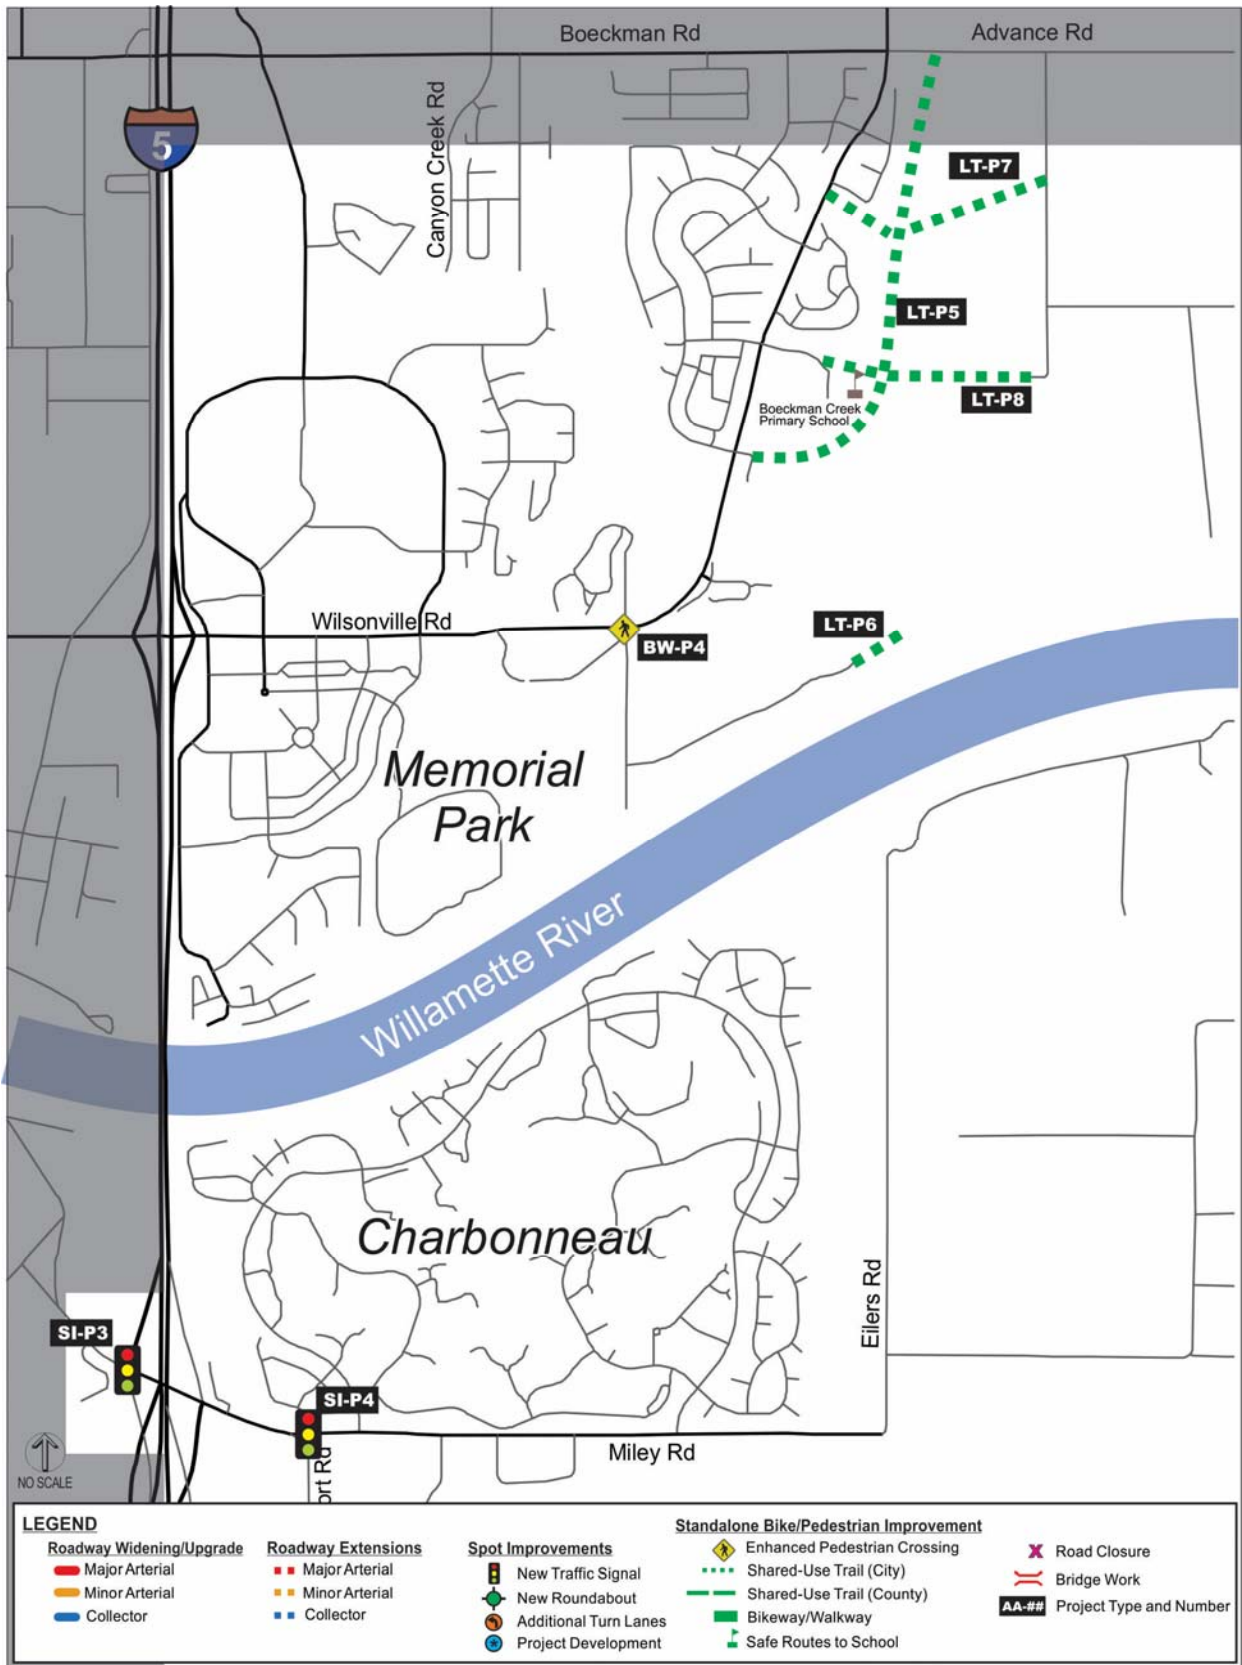 Boeckman Rd
Advance Rd
5
Canyon Creek Rd
LT-P7
LT-P5
LT-P8
Boeckman Creek
Primary School
Wilsonville Rd
BW-P4
LT-P6
Memorial
Park
Willamette River
Charbonneau
Eilers Rd
SI-P3
SI-P4
Miley Rd
ort Rd
NO SCALE
LEGEND
Roadway Widening/Upgrade
Major Arterial
Minor Arterial
Collector
Roadway Extensions
Major Arterial
Minor Arterial
Collector
Spot Improvements
New Traffic Signal
New Roundabout
Additional Turn Lanes
Project Development
Standalone Bike/Pedestrian Improvement
Enhanced Pedestrian Crossing
Shared-Use Trail (City)
Shared-Use Trail (County)
Bikeway/Walkway
Safe Routes to School
Road Closure
Bridge Work
AA-## Project Type and Number